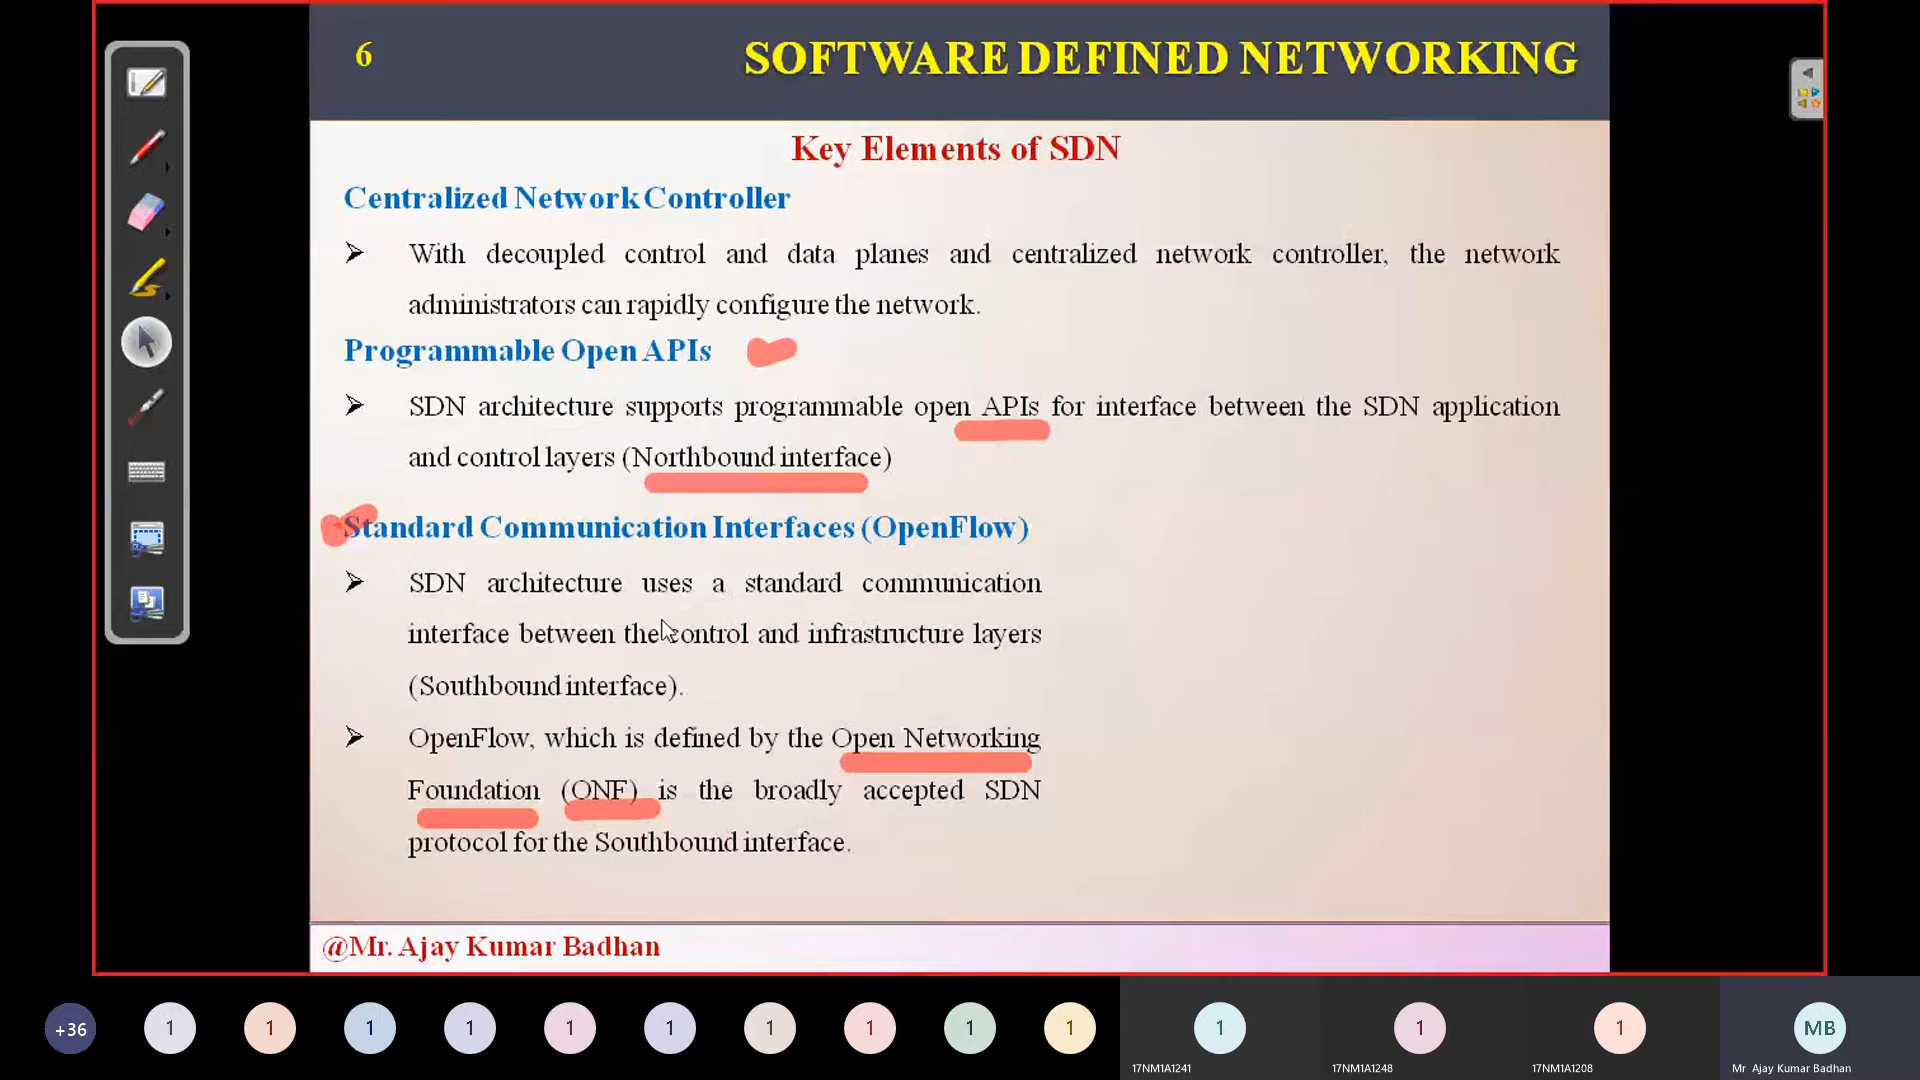 6
SOFTWARE DEFINED NETWORKING
Key Elements of SDN
Centralized Network Controller
With decoupled control and data planes and centralized network controller, the network
administrators can rapidly configure the network.
Programmable Open APIs
SDN architecture supports programmable open APIs for interface between the SDN application
and control layers (Northbound interface)
Standard Communication Interfaces (OpenFlow)
SDN architecture uses a standard communication
interface between the control and infrastructure layers
(Southbound interface).
OpenFlow, which is defined by the Open Networking
Foundation (ONF) is the broadly accepted SDN
protocol for the Southbound interface.
@Mr. Ajay Kumar Badhan
+36 1 1 1 1 1 1 1 1 1 1 1 1 1 MB
17NM1A1241 17NM1A1248 17NM1A1208 Mr Ajay Kumar Badhan